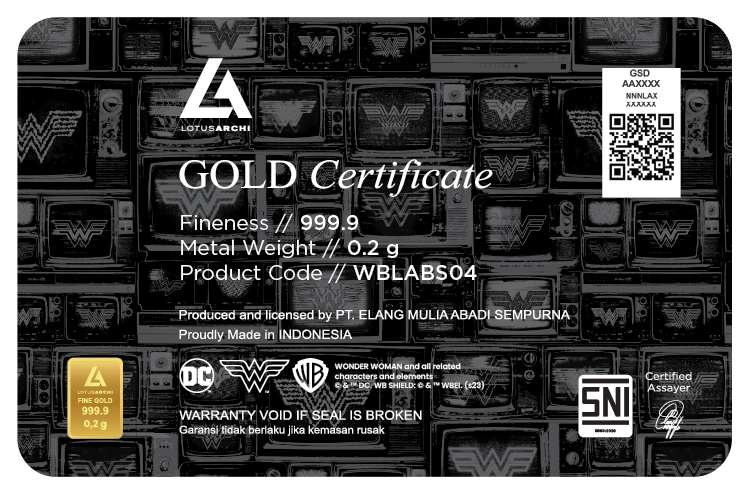 GSD
AAXXXX
NNNLAX
XXXXXX
LOTUSARCHI
GOLD Certificate
Fineness // 999.9
Metal Weight // 0.2 g
Product Code // WBLABS04
Produced and licensed by PT. ELANG MULIA ABADI SEMPURNA
Proudly Made in INDONESIA
LOTUSARCHI
FINE GOLD
999.9
0,2 g
DC
WB
WONDER WOMAN and all related
characters and elements
© & ™ DC. WB SHIELD: © & ™ WBEI. (s23)
WARRANTY VOID IF SEAL IS BROKEN
Garansi tidak berlaku jika kemasan rusak
SNI
Certified
Assayer